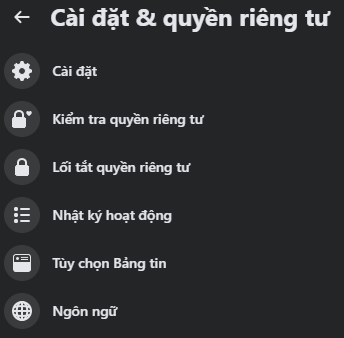 Cài đặt & quyền riêng tư
Cài đặt
Kiểm tra quyền riêng tư
Lối tắt quyền riêng tư
Nhật ký hoạt động
Tùy chọn Bảng tin
Ngôn ngữ